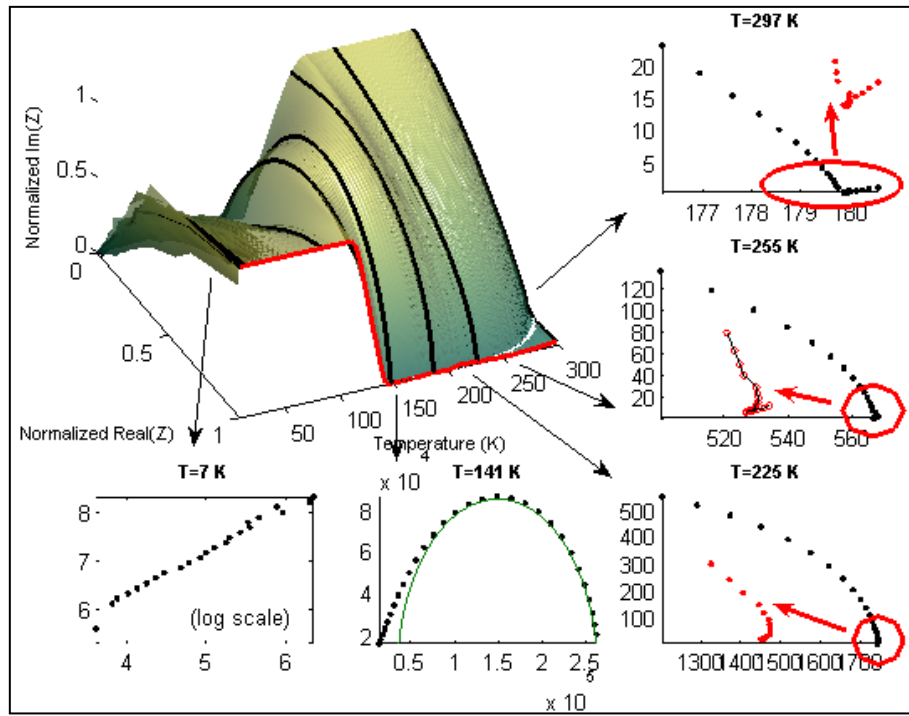 T=297 K
20
15
10
5
177 178 179 180
Normalized Im(Z)
1
0.5
0
0
0.5
1
Normalized Real(Z)
50 100 150 200 250 300
Temperature (K)
T=255 K
120
100
80
60
40
20
520 540 560
T=7 K
8
7
6
4 5 6
(log scale)
x 10 4
T=141 K
8
6
4
2
0.5 1 1.5 2 2.5
x 10 5
T=225 K
500
400
300
200
100
1300 1400 1500 1600 1700